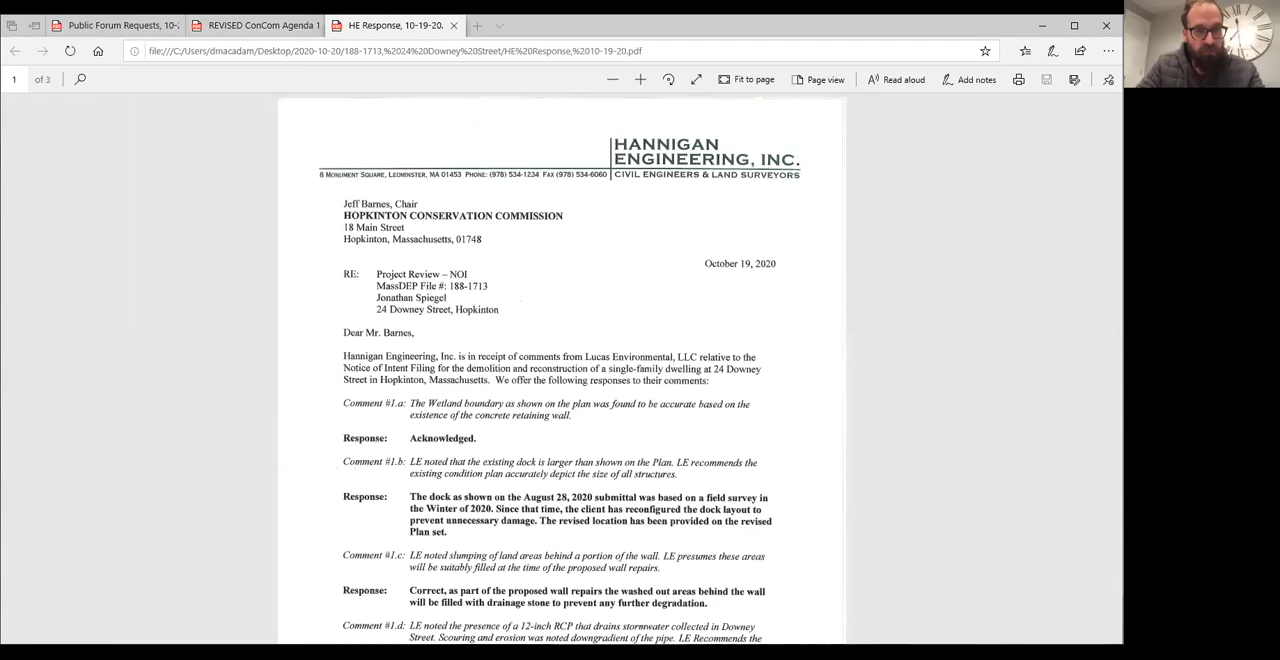 Public Forum Requests, 10-
REVISED ConCom Agenda 1
HE Response, 10-19-20.
file:///C:/Users/dmacadam/Desktop/2020-10-20/188-1713,%2024%20Downey%20Street/HE%20Response,%2010-19-20.pdf
1 of 3
Fit to page
Page view
Read aloud
Add notes
HANNIGAN
ENGINEERING, INC.
8 MONUMENT SQUARE, LEOMINSTER, MA 01453 PHONE: (978) 534-1234 FAX (978) 534-6060
CIVIL ENGINEERS & LAND SURVEYORS
Jeff Barnes, Chair
HOPKINTON CONSERVATION COMMISSION
18 Main Street
Hopkinton, Massachusetts, 01748
October 19, 2020
RE: Project Review – NOI
MassDEP File #: 188-1713
Jonathan Spiegel
24 Downey Street, Hopkinton
Dear Mr. Barnes,
Hannigan Engineering, Inc. is in receipt of comments from Lucas Environmental, LLC relative to the
Notice of Intent Filing for the demolition and reconstruction of a single-family dwelling at 24 Downey
Street in Hopkinton, Massachusetts. We offer the following responses to their comments:
Comment #1.a: The Wetland boundary as shown on the plan was found to be accurate based on the
existence of the concrete retaining wall.
Response: Acknowledged.
Comment #1.b: LE noted that the existing dock is larger than shown on the Plan. LE recommends the
existing condition plan accurately depict the size of all structures.
Response: The dock as shown on the August 28, 2020 submittal was based on a field survey in
the Winter of 2020. Since that time, the client has reconfigured the dock layout to
prevent unnecessary damage. The revised location has been provided on the revised
Plan set.
Comment #1.c: LE noted slumping of land areas behind a portion of the wall. LE presumes these areas
will be suitably filled at the time of the proposed wall repairs.
Response: Correct, as part of the proposed wall repairs the washed out areas behind the wall
will be filled with drainage stone to prevent any further degradation.
Comment #1.d: LE noted the presence of a 12-inch RCP that drains stormwater collected in Downey
Street. Scouring and erosion was noted downgradient of the pipe. LE Recommends the